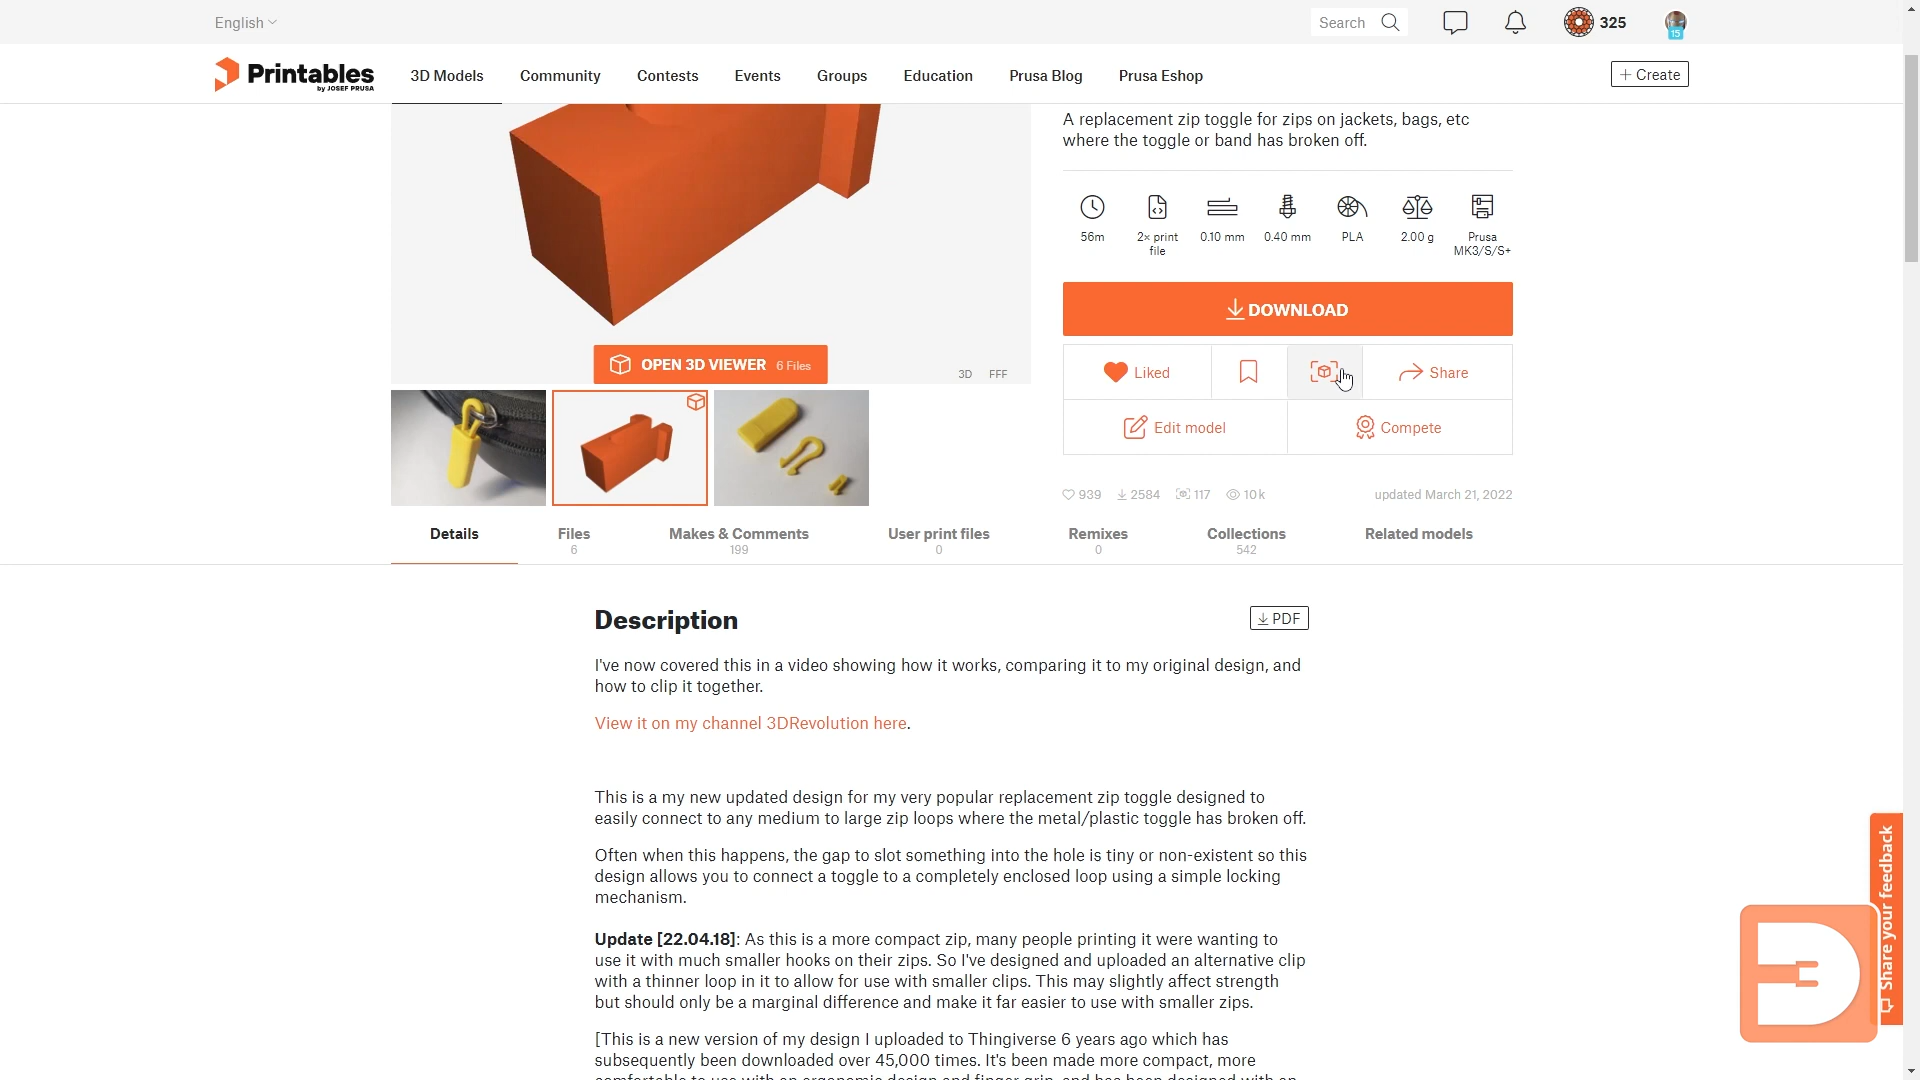 English
Search
325
15
Printables
by JOSEF PRUSA
3D Models
Community
Contests
Events
Groups
Education
Prusa Blog
Prusa Eshop
+ Create
A replacement zip toggle for zips on jackets, bags, etc
where the toggle or band has broken off.
56m
2× print
file
0.10 mm
0.40 mm
PLA
2.00 g
Prusa
MK3/S/S+
DOWNLOAD
OPEN 3D VIEWER 6 Files
3D FFF
Liked
Share
Edit model
Compete
939
2584
117
10k
updated March 21, 2022
Details
Files
6
Makes & Comments
199
User print files
0
Remixes
0
Collections
542
Related models
Description
PDF
I've now covered this in a video showing how it works, comparing it to my original design, and
how to clip it together.
View it on my channel 3DRevolution here.
This is a my new updated design for my very popular replacement zip toggle designed to
easily connect to any medium to large zip loops where the metal/plastic toggle has broken off.
Often when this happens, the gap to slot something into the hole is tiny or non-existent so this
design allows you to connect a toggle to a completely enclosed loop using a simple locking
mechanism.
Update [22.04.18]: As this is a more compact zip, many people printing it were wanting to
use it with much smaller hooks on their zips. So I've designed and uploaded an alternative clip
with a thinner loop in it to allow for use with smaller clips. This may slightly affect strength
but should only be a marginal difference and make it far easier to use with smaller zips.
[This is a new version of my design I uploaded to Thingiverse 6 years ago which has
subsequently been downloaded over 45,000 times. It's been made more compact, more
Share your feedback